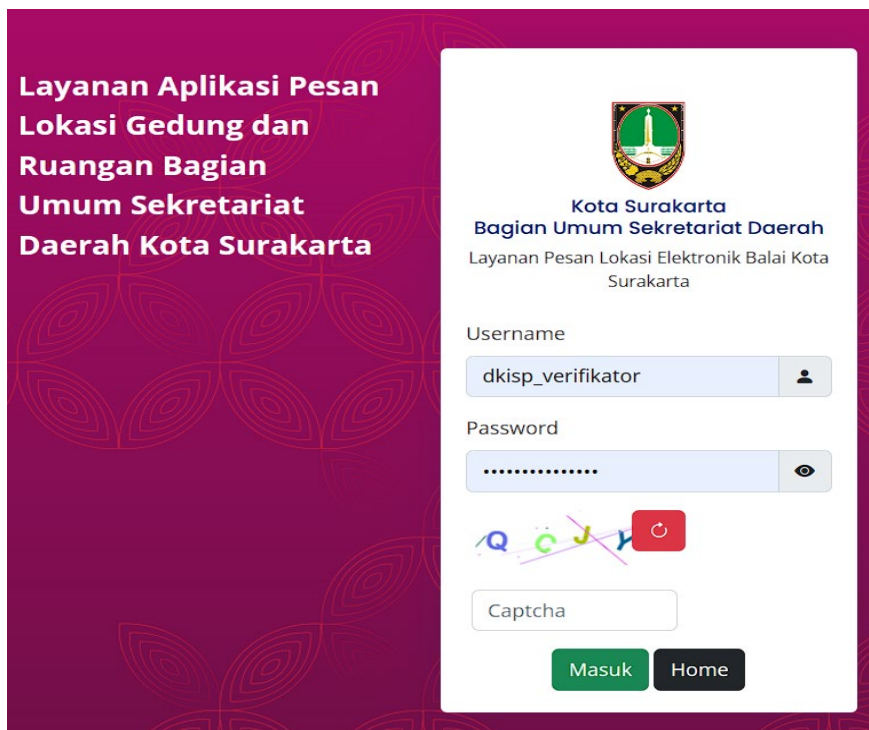 Layanan Aplikasi Pesan
Lokasi Gedung dan
Ruangan Bagian
Umum Sekretariat
Daerah Kota Surakarta
Kota Surakarta
Bagian Umum Sekretariat Daerah
Layanan Pesan Lokasi Elektronik Balai Kota
Surakarta
Username
dkisp_verifikator
Password
•••••••••••••••
Q C J Y
Captcha
Masuk Home